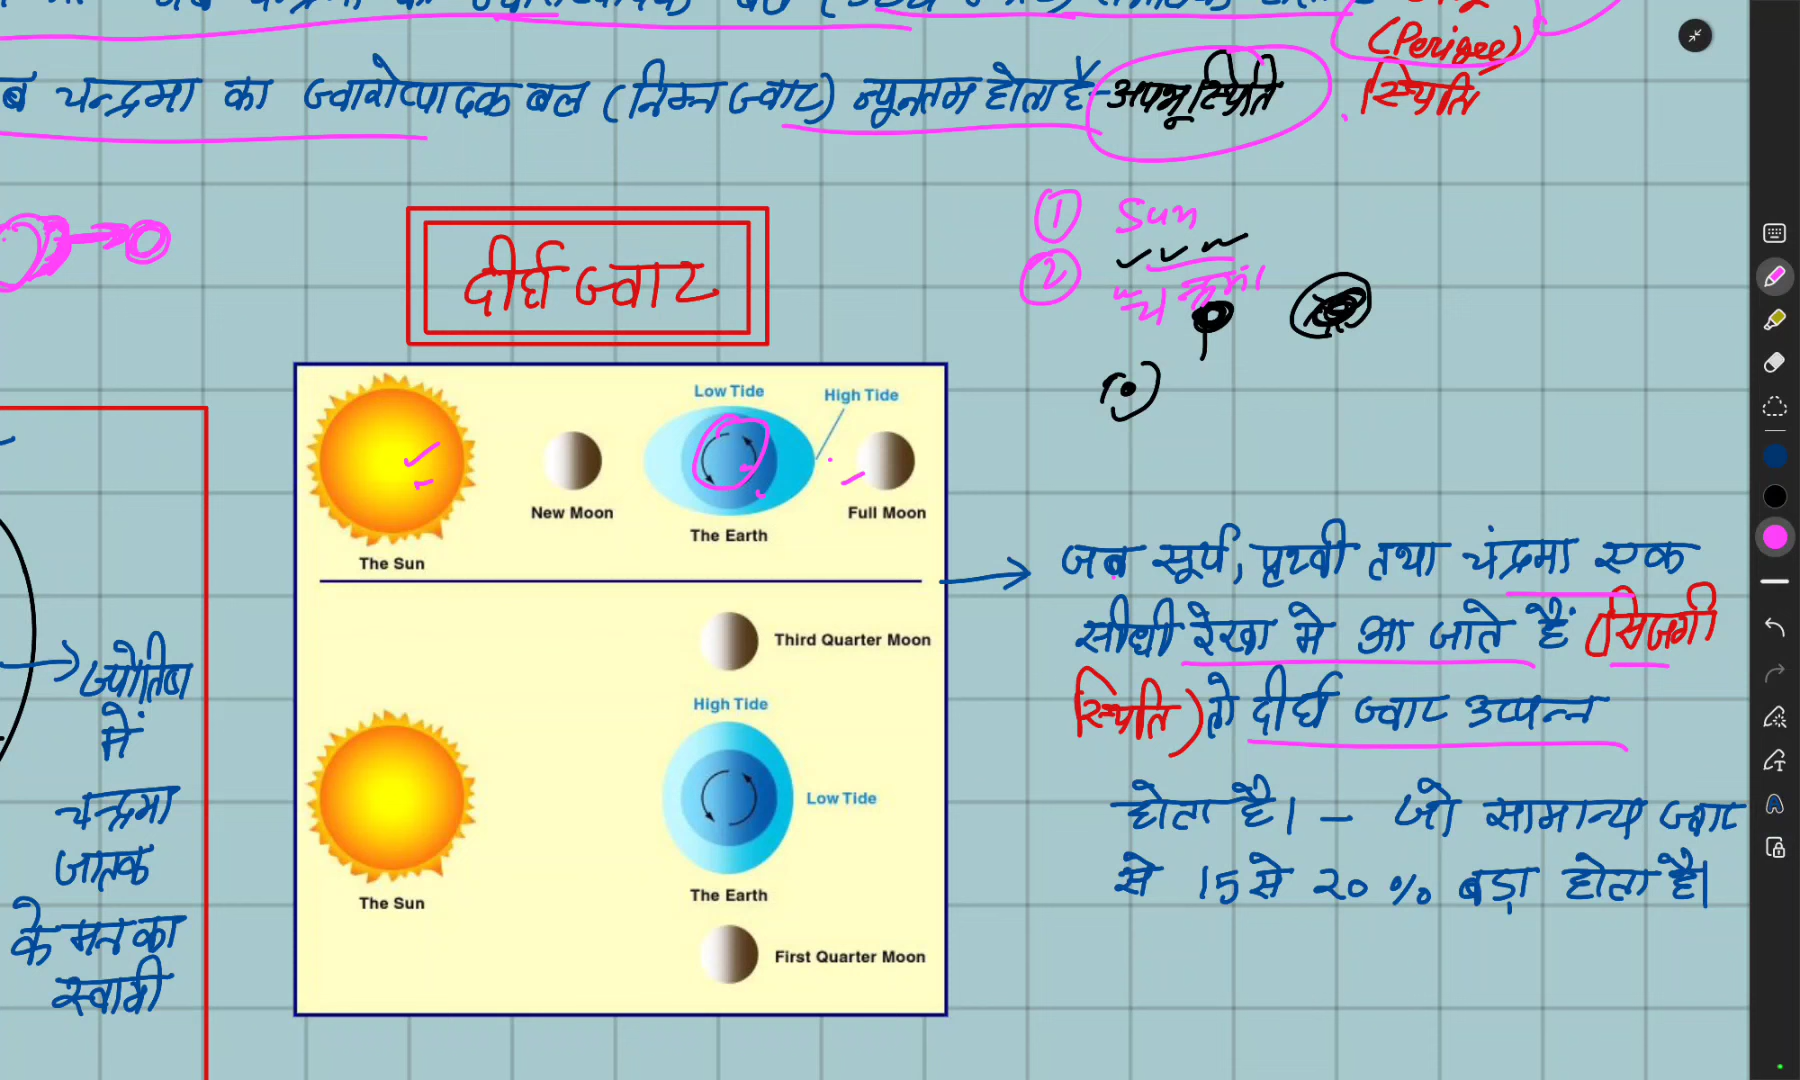 (Perigee)
चन्द्रमा का ज्वारोत्पादक बल (निम्न ज्वार) न्यूनतम होता है - अपभू स्थिति
स्थिति
दीर्घ ज्वार
① Sun
②
Low Tide
High Tide
New Moon
Full Moon
The Earth
The Sun
Third Quarter Moon
High Tide
Low Tide
The Earth
The Sun
First Quarter Moon
जब सूर्य, पृथ्वी तथा चंद्रमा एक
सीधी रेखा मे आ जाते हैं (सिजगी
स्थिति) तो दीर्घ ज्वार उत्पन्न
होता है। - जो सामान्य ज्वार
से 15 से 20 % बड़ा होता है।
ज्योतिष
में
चन्द्रमा
जातक
के मन का
स्वामी